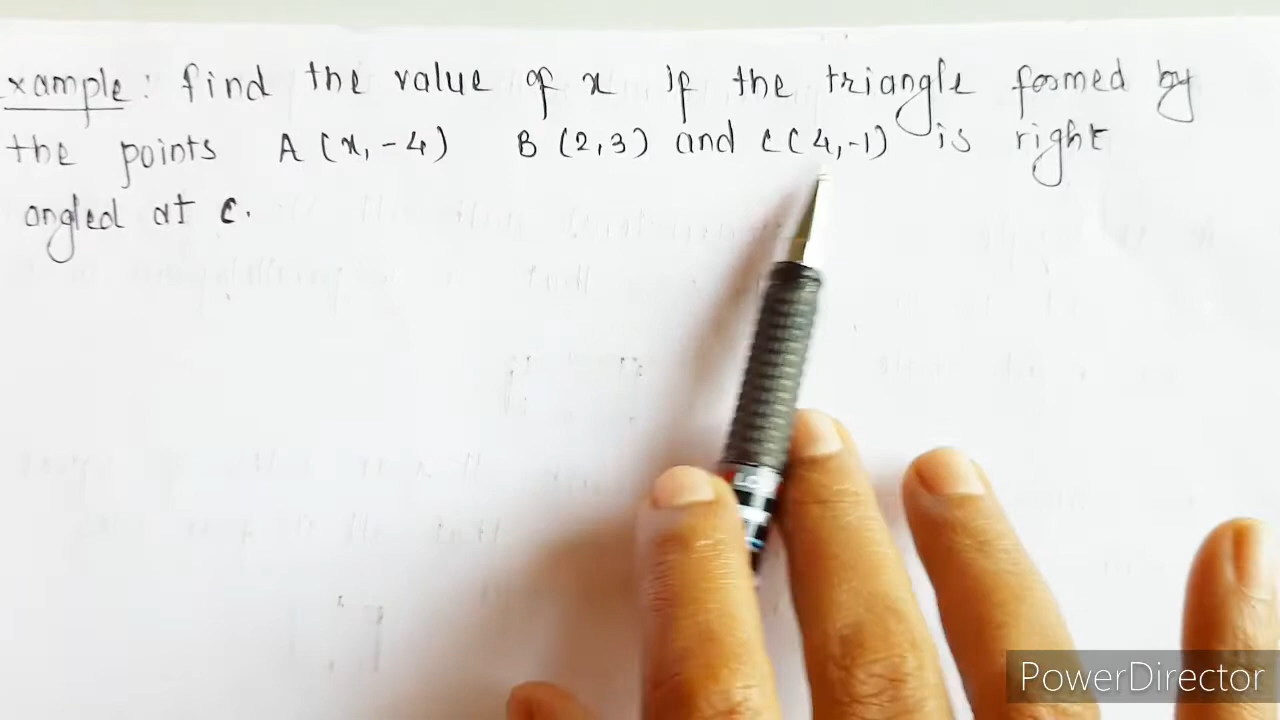 xample: find the value of x if the triangle formed by
the points A (x, -4) B (2,3) and C (4,-1) is right
angled at C.
PowerDirector